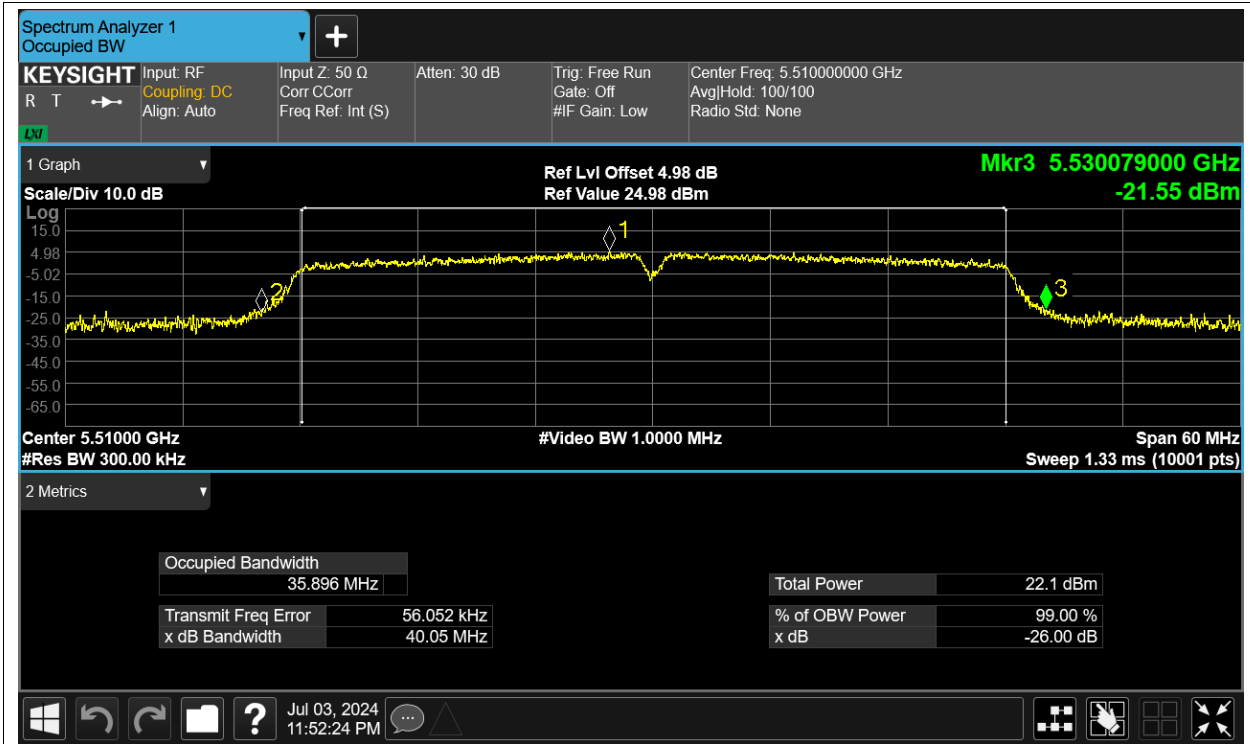 Spectrum Analyzer 1
Occupied BW
KEYSIGHT
R T
LXI
Input: RF
Coupling: DC
Align: Auto
Input Z: 50 Ω
Corr CCorr
Freq Ref: Int (S)
Atten: 30 dB
Trig: Free Run
Gate: Off
#IF Gain: Low
Center Freq: 5.510000000 GHz
Avg|Hold: 100/100
Radio Std: None
1 Graph
Scale/Div 10.0 dB
Ref Lvl Offset 4.98 dB
Ref Value 24.98 dBm
Mkr3 5.530079000 GHz
-21.55 dBm
Log
15.0
4.98
-5.02
-15.0
-25.0
-35.0
-45.0
-55.0
-65.0
1
2
3
Center 5.51000 GHz
#Res BW 300.00 kHz
#Video BW 1.0000 MHz
Span 60 MHz
Sweep 1.33 ms (10001 pts)
2 Metrics
Occupied Bandwidth
35.896 MHz
Transmit Freq Error 56.052 kHz
x dB Bandwidth 40.05 MHz
Total Power 22.1 dBm
% of OBW Power 99.00 %
x dB -26.00 dB
?
Jul 03, 2024
11:52:24 PM